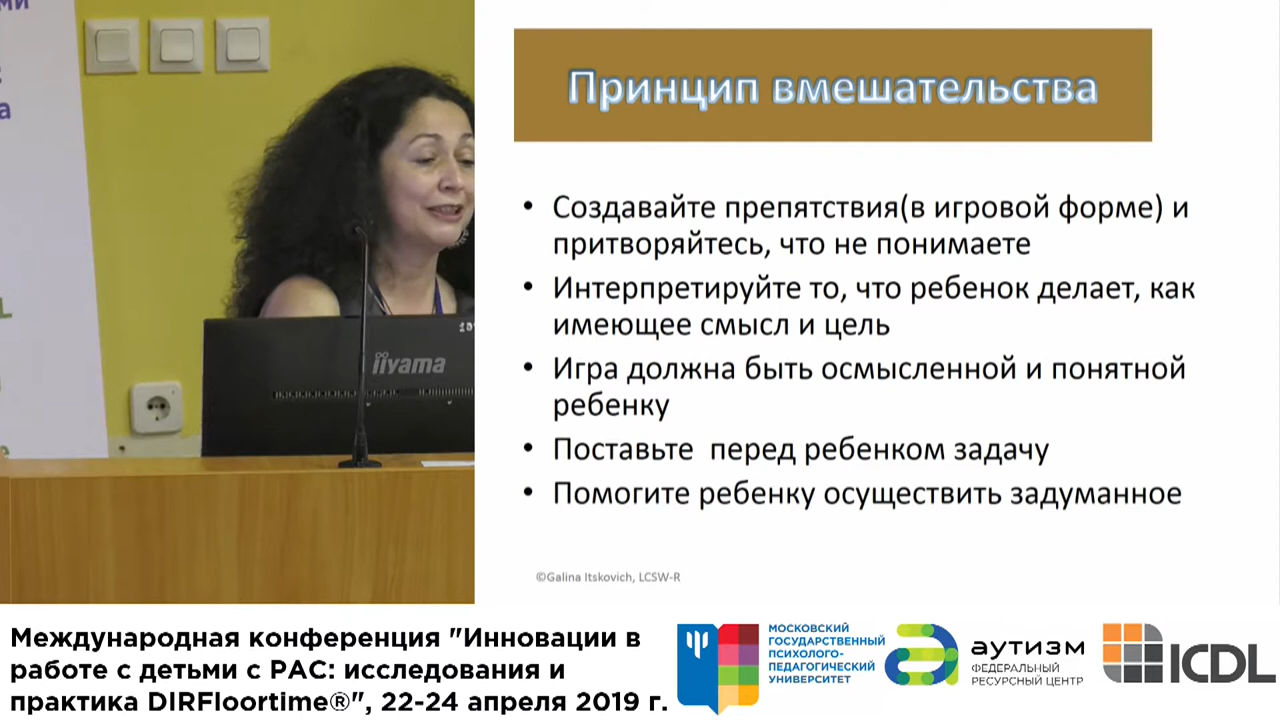 Принцип вмешательства
• Создавайте препятствия(в игровой форме) и
притворяйтесь, что не понимаете
• Интерпретируйте то, что ребенок делает, как
имеющее смысл и цель
• Игра должна быть осмысленной и понятной
ребенку
• Поставьте  перед ребенком задачу
• Помогите ребенку осуществить задуманное
©Galina Itskovich, LCSW-R
iiyama
Международная конференция "Инновации в
работе с детьми с РАС: исследования и
практика DIRFloortime®", 22-24 апреля 2019 г.
МОСКОВСКИЙ
ГОСУДАРСТВЕННЫЙ
ПСИХОЛОГО-
ПЕДАГОГИЧЕСКИЙ
УНИВЕРСИТЕТ
аутизм
ФЕДЕРАЛЬНЫЙ
РЕСУРСНЫЙ ЦЕНТР
ICDL